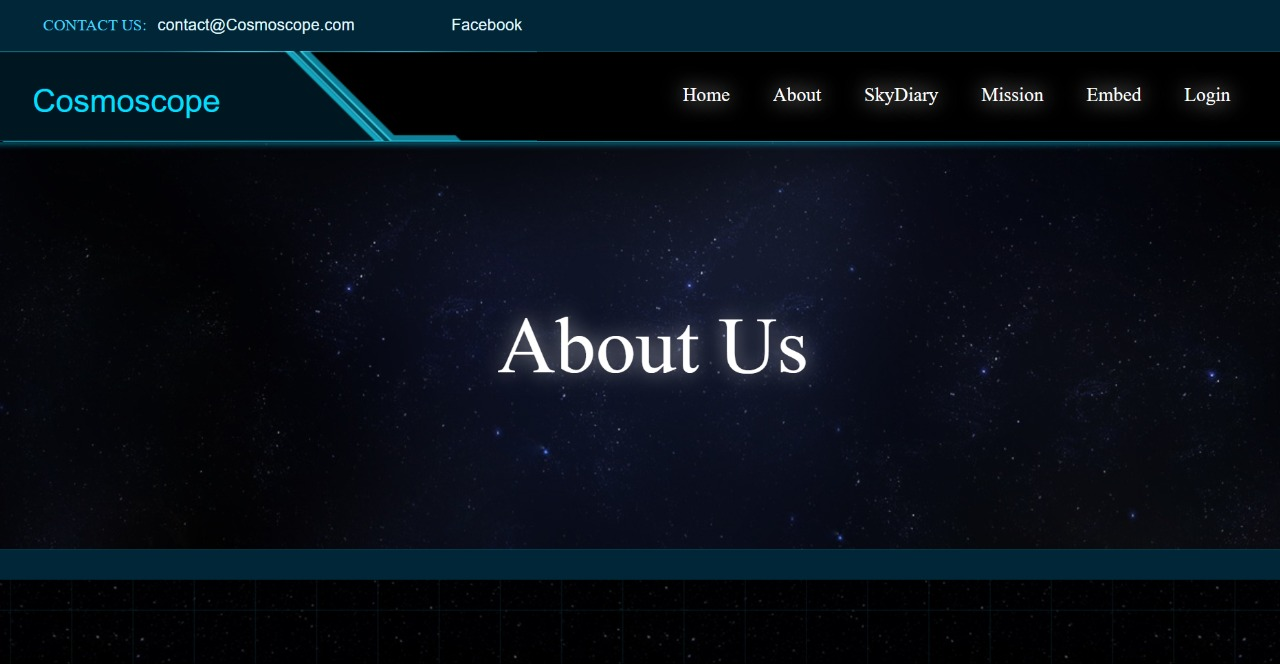 CONTACT US: contact@Cosmoscope.com Facebook
Cosmoscope
Home About SkyDiary Mission Embed Login
About Us